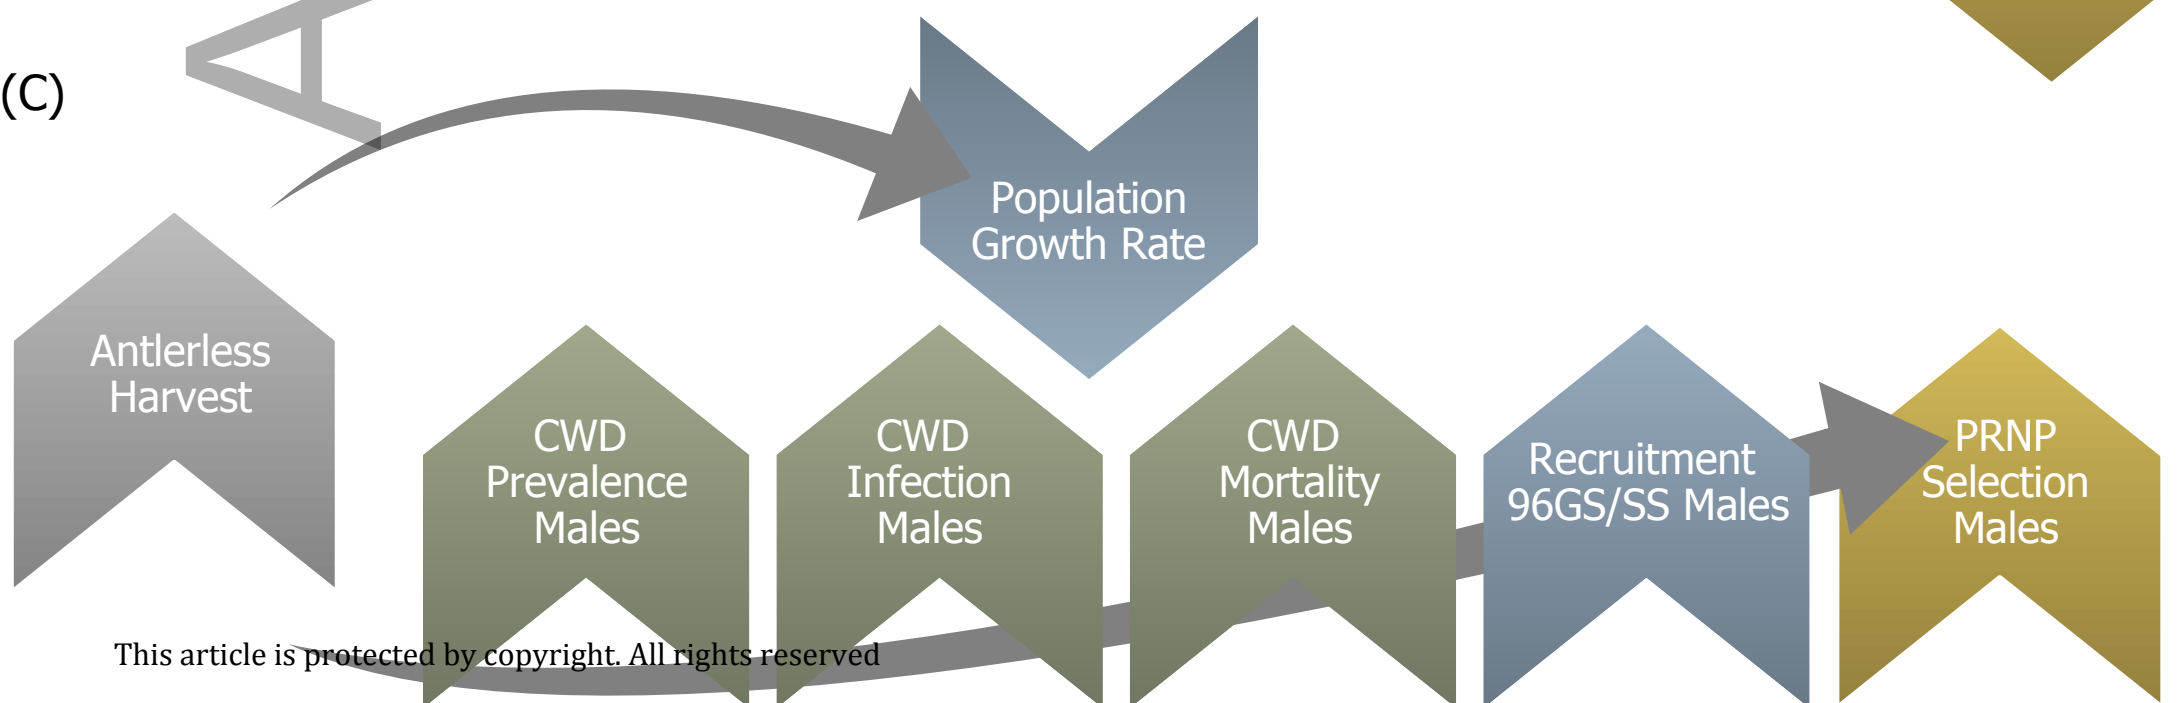 (C)
A
Population
Growth Rate
Antlerless
Harvest
CWD
Prevalence
Males
CWD
Infection
Males
CWD
Mortality
Males
Recruitment
96GS/SS Males
PRNP
Selection
Males
This article is protected by copyright. All rights reserved